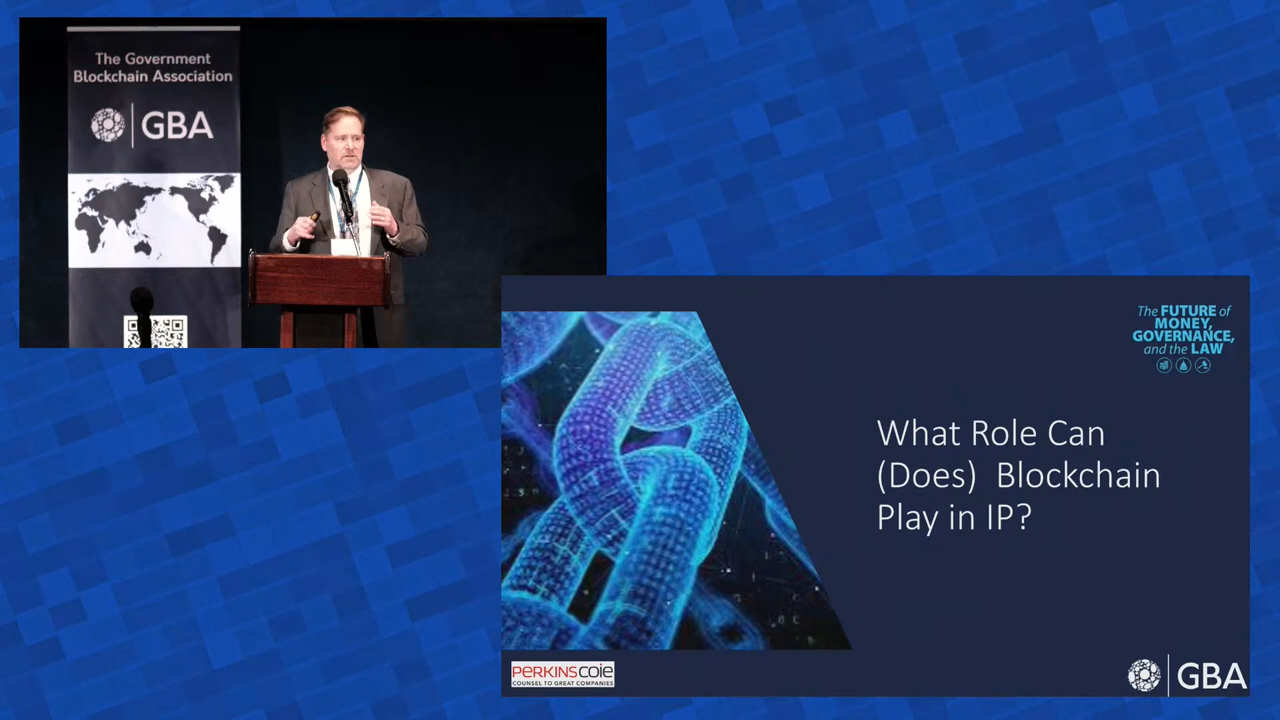 The Government
Blockchain Association
GBA
The FUTURE of
MONEY,
GOVERNANCE,
and the LAW
What Role Can
(Does) Blockchain
Play in IP?
PERKINSCOIE
COUNSEL TO GREAT COMPANIES
GBA